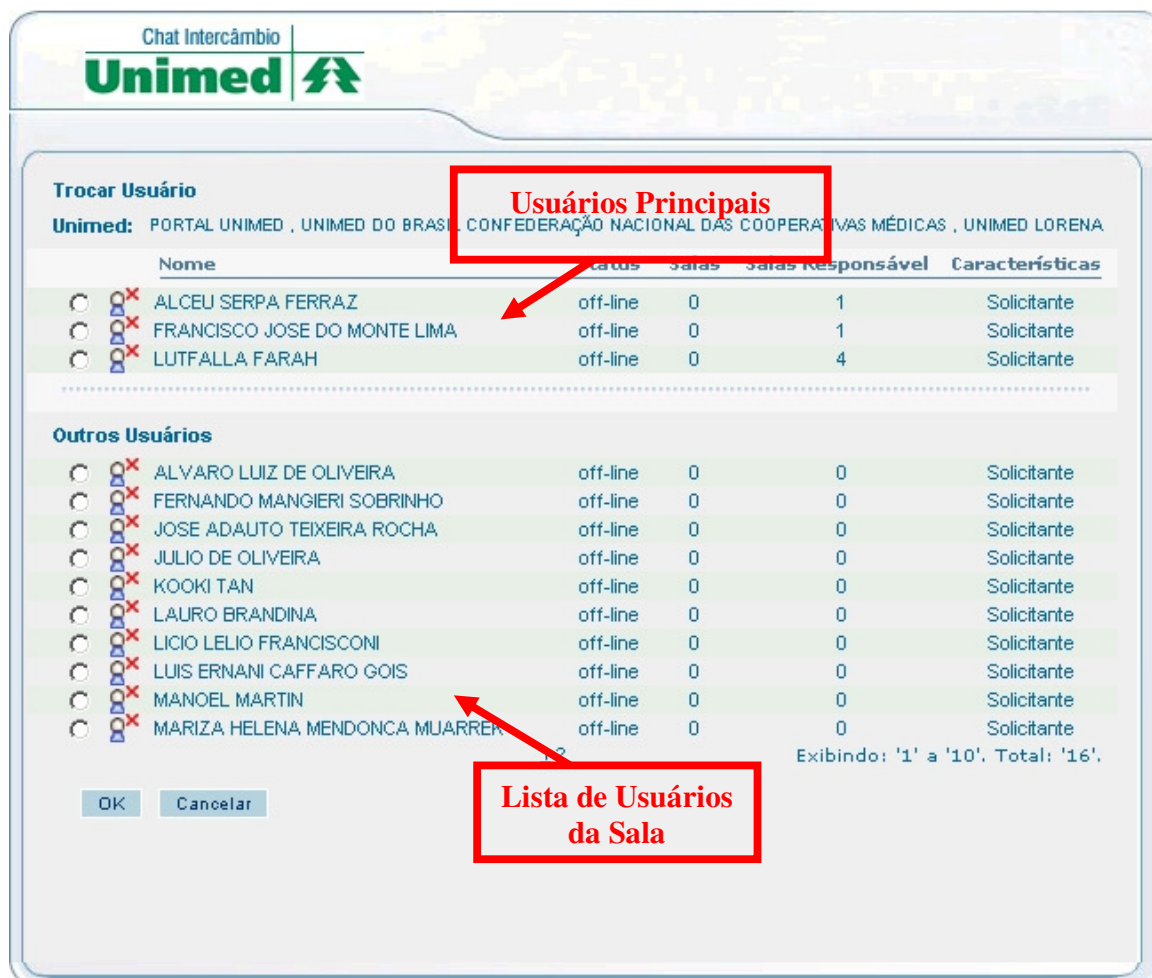 Chat Intercâmbio
Unimed
Trocar Usuário
Usuários Principais
Unimed: PORTAL UNIMED , UNIMED DO BRASIL CONFEDERAÇÃO NACIONAL DAS COOPERATIVAS MÉDICAS , UNIMED LORENA
Nome Status Salas Salas Responsável Características
ALCEU SERPA FERRAZ off-line 0 1 Solicitante
FRANCISCO JOSE DO MONTE LIMA off-line 0 1 Solicitante
LUTFALLA FARAH off-line 0 4 Solicitante
Outros Usuários
ALVARO LUIZ DE OLIVEIRA off-line 0 0 Solicitante
FERNANDO MANGIERI SOBRINHO off-line 0 0 Solicitante
JOSE ADAUTO TEIXEIRA ROCHA off-line 0 0 Solicitante
JULIO DE OLIVEIRA off-line 0 0 Solicitante
KOOKI TAN off-line 0 0 Solicitante
LAURO BRANDINA off-line 0 0 Solicitante
LICIO LELIO FRANCISCONI off-line 0 0 Solicitante
LUIS ERNANI CAFFARO GOIS off-line 0 0 Solicitante
MANOEL MARTIN off-line 0 0 Solicitante
MARIZA HELENA MENDONCA MUARREK off-line 0 0 Solicitante
Exibindo: '1' a '10'. Total: '16'.
OK Cancelar
Lista de Usuários
da Sala